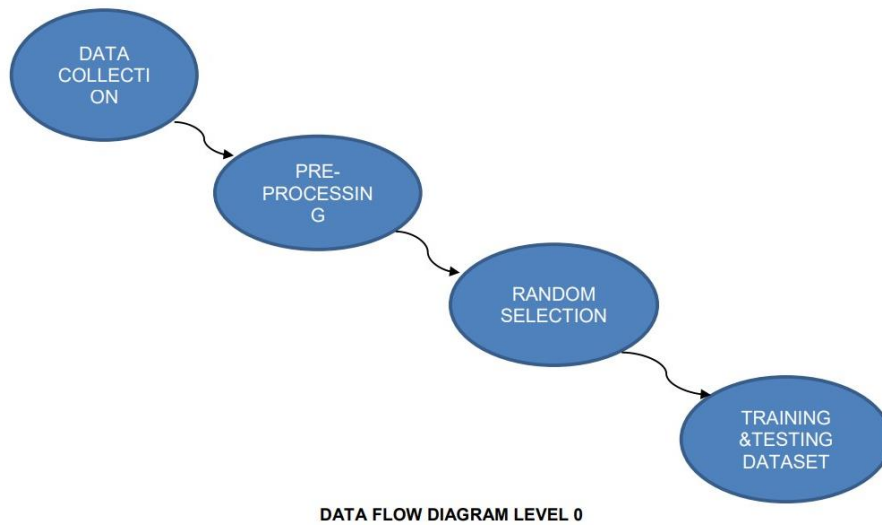 DATA
COLLECTI
ON
PRE-
PROCESSIN
G
RANDOM
SELECTION
TRAINING
&TESTING
DATASET
DATA FLOW DIAGRAM LEVEL 0